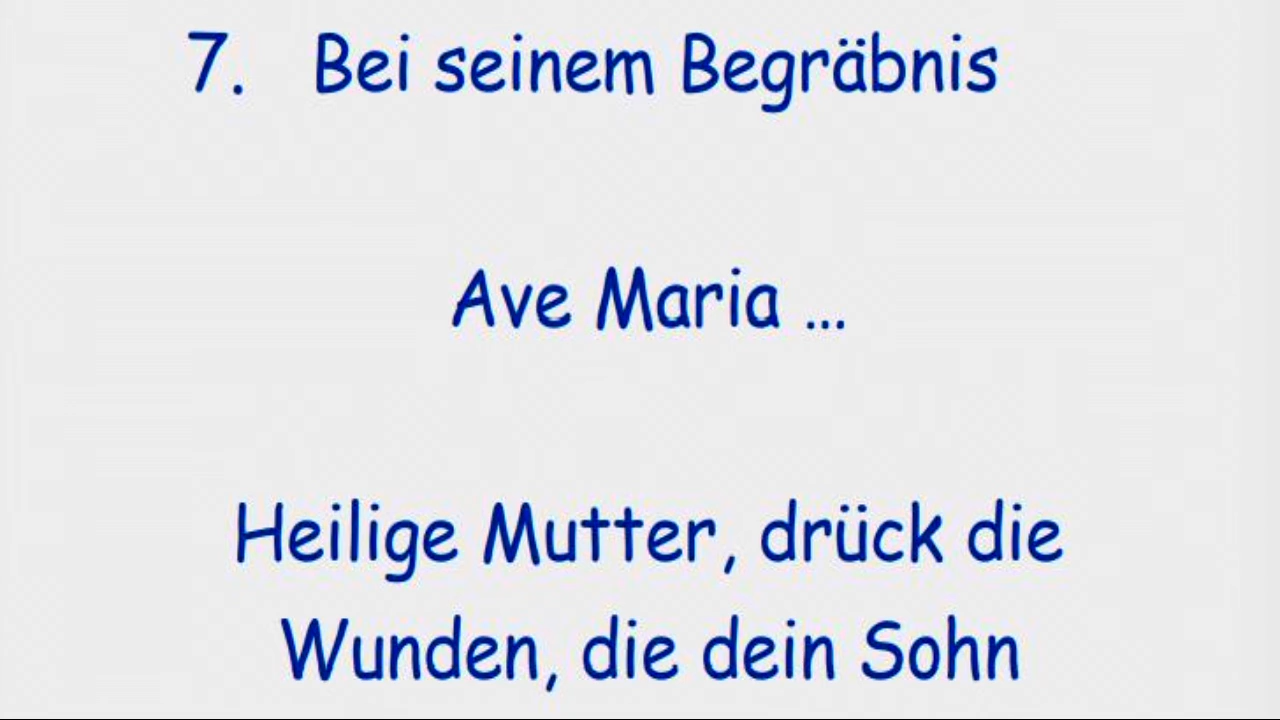 7. Bei seinem Begräbnis
Ave Maria ...
Heilige Mutter, drück die
Wunden, die dein Sohn